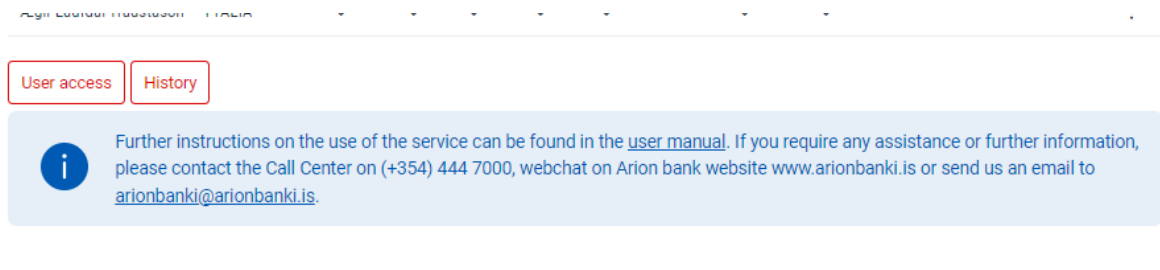 User access History
Further instructions on the use of the service can be found in the user manual. If you require any assistance or further information,
please contact the Call Center on (+354) 444 7000, webchat on Arion bank website www.arionbanki.is or send us an email to
arionbanki@arionbanki.is.